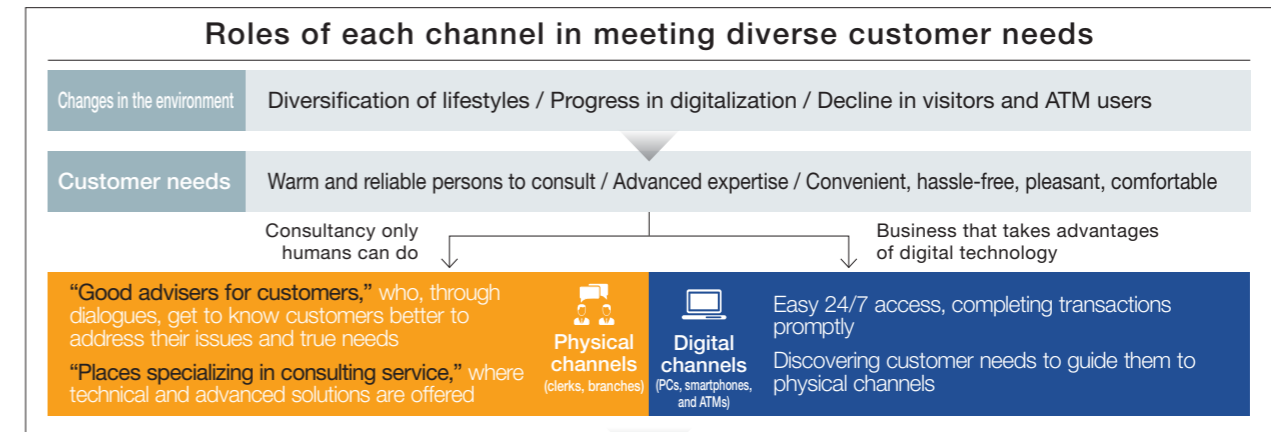 Roles of each channel in meeting diverse customer needs
Changes in the environment
Diversification of lifestyles / Progress in digitalization / Decline in visitors and ATM users
Customer needs
Warm and reliable persons to consult / Advanced expertise / Convenient, hassle-free, pleasant, comfortable
Consultancy only
humans can do
Business that takes advantages
of digital technology
“Good advisers for customers,” who, through
dialogues, get to know customers better to
address their issues and true needs
“Places specializing in consulting service,” where
technical and advanced solutions are offered
Physical
channels
(clerks, branches)
Digital
channels
(PCs, smartphones,
and ATMs)
Easy 24/7 access, completing transactions
promptly
Discovering customer needs to guide them to
physical channels